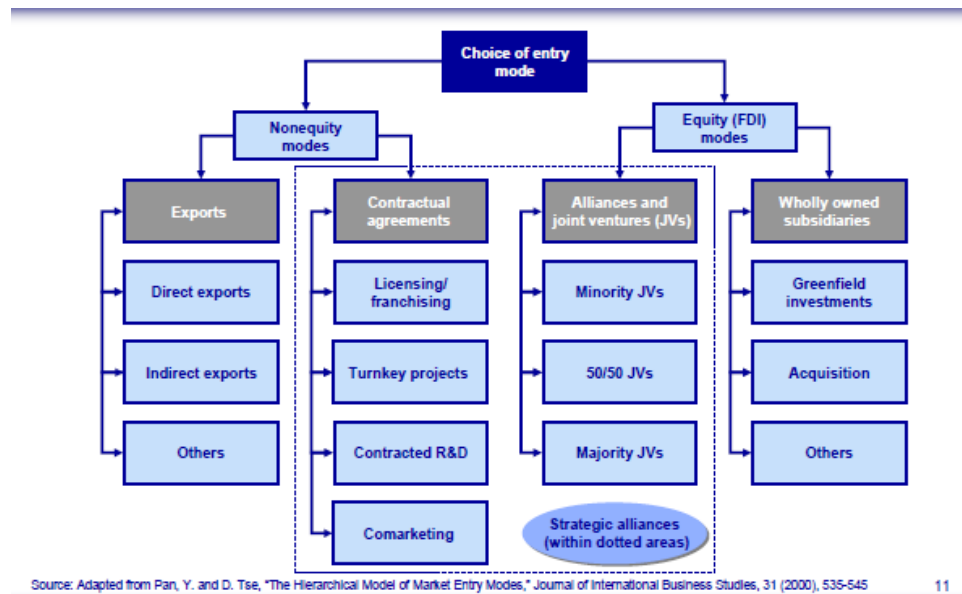 Choice of entry
mode
Nonequity
modes
Equity (FDI)
modes
Exports
Contractual
agreements
Alliances and
joint ventures (JVs)
Wholly owned
subsidiaries
Direct exports
Licensing/
franchising
Minority JVs
Greenfield
investments
Indirect exports
Turnkey projects
50/50 JVs
Acquisition
Others
Contracted R&D
Majority JVs
Others
Comarketing
Strategic alliances
(within dotted areas)
Source: Adapted from Pan, Y. and D. Tse, "The Hierarchical Model of Market Entry Modes," Journal of International Business Studies, 31 (2000), 535-545
11